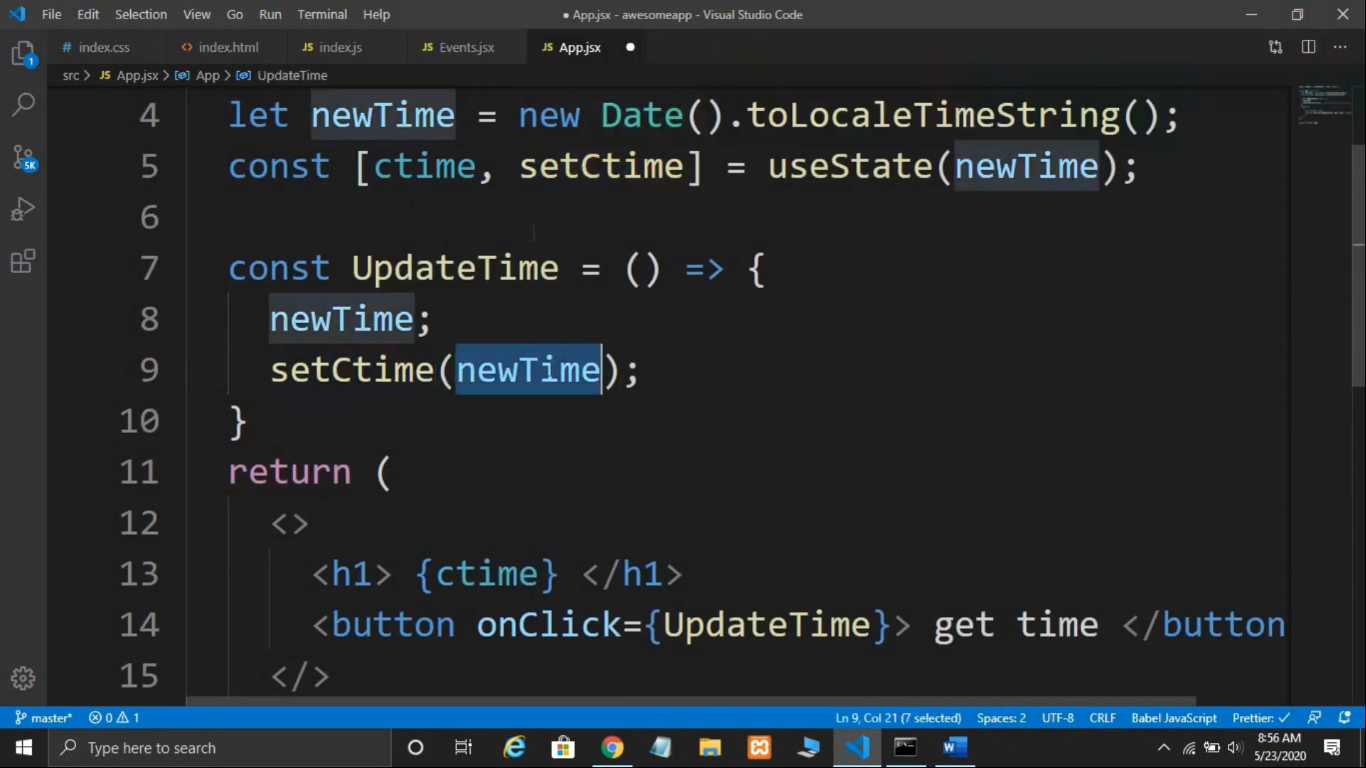 File Edit Selection View Go Run Terminal Help
● App.jsx - awesomeapp - Visual Studio Code
# index.css <> index.html JS index.js JS Events.jsx JS App.jsx ●
src > JS App.jsx > App > UpdateTime
1
5K
4 let newTime = new Date().toLocaleTimeString();
5 const [ctime, setCtime] = useState(newTime);
6
7 const UpdateTime = () => {
8 newTime;
9 setCtime(newTime);
10 }
11 return (
12 <>
13 <h1> {ctime} </h1>
14 <button onClick={UpdateTime}> get time </button
15 </>
master* 0 1 Ln 9, Col 21 (7 selected) Spaces: 2 UTF-8 CRLF Babel JavaScript Prettier: ✓
Type here to search
8:56 AM
5/23/2020